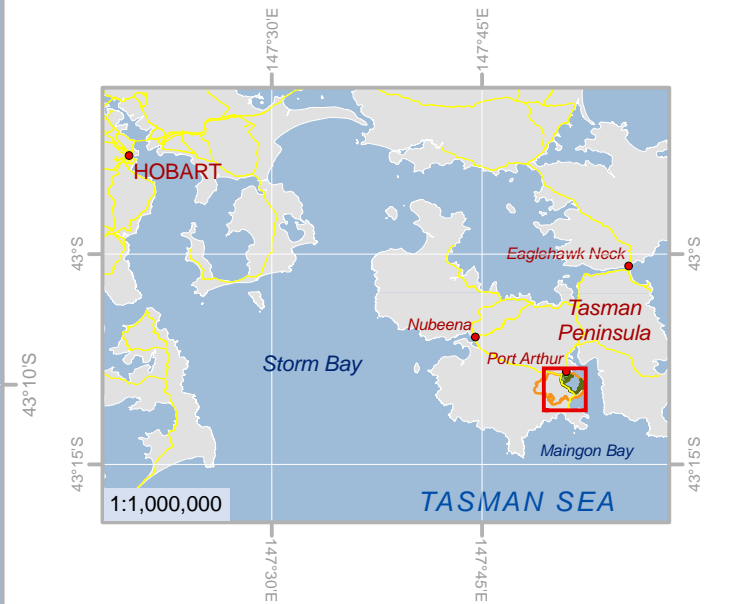 147°30'E
147°45'E
HOBART
43°S
Eaglehawk Neck
43°S
Tasman
Peninsula
Nubeena
Port Arthur
Storm Bay
43°10'S
Maingon Bay
43°15'S
43°15'S
1:1,000,000
TASMAN SEA
147°30'E
147°45'E